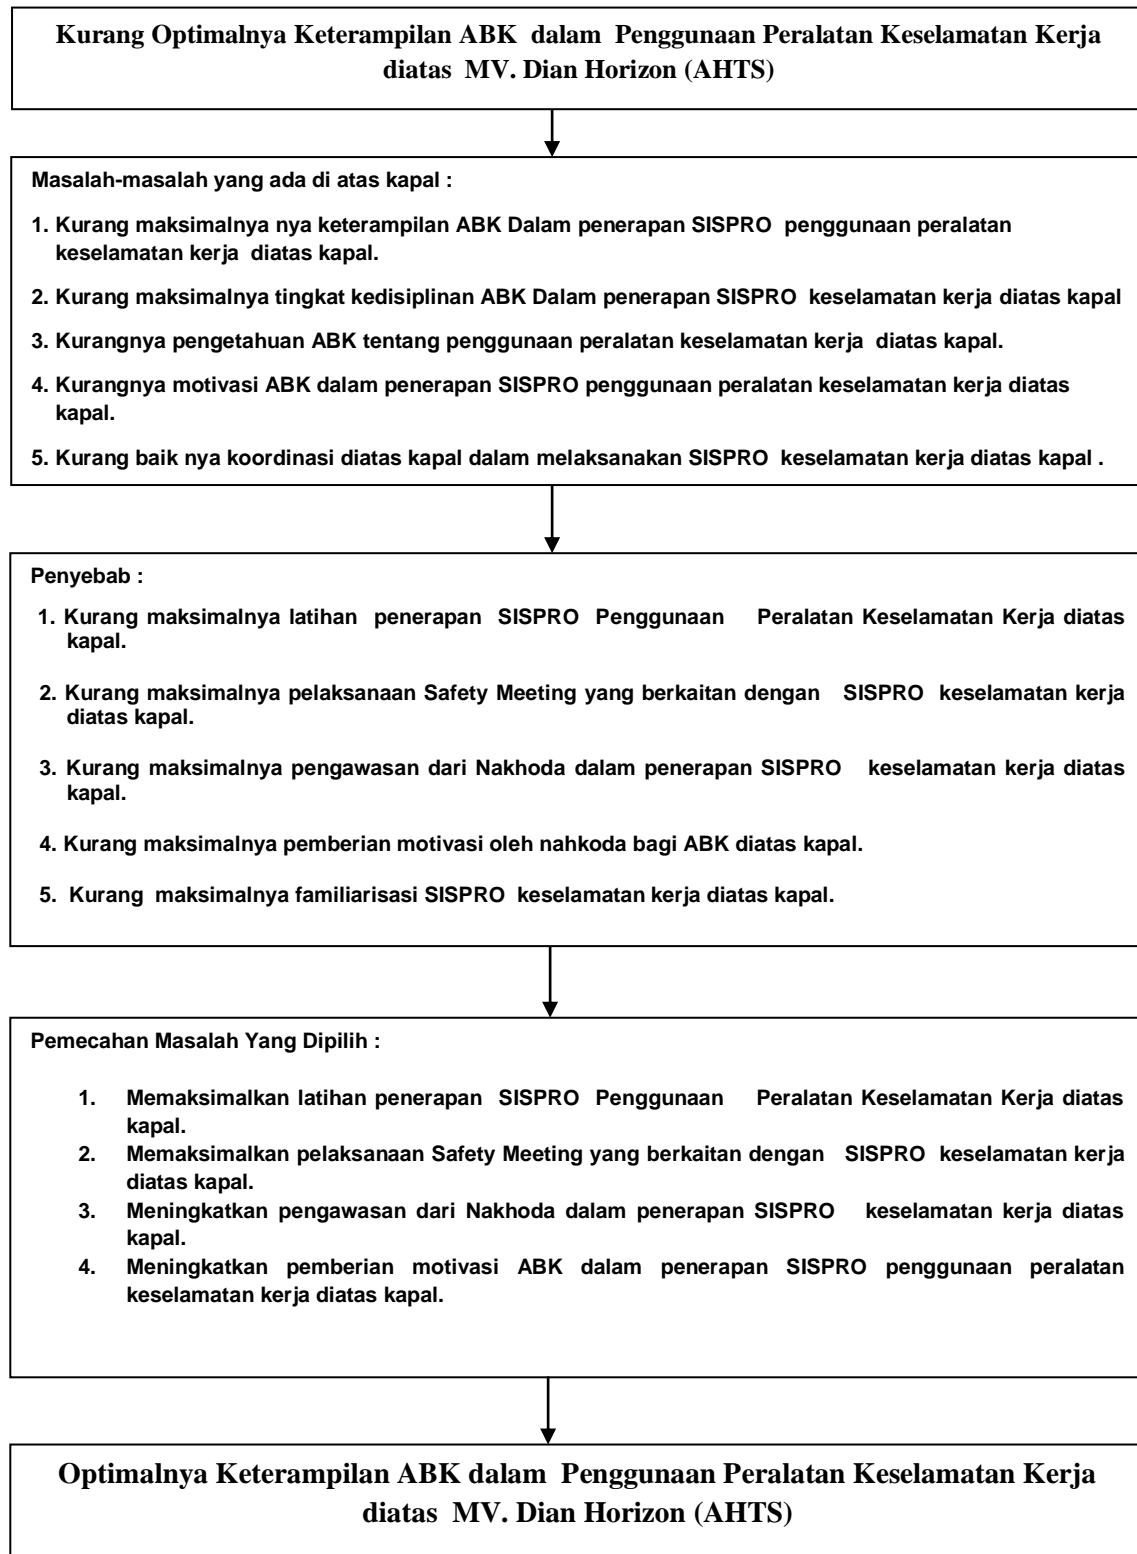 Kurang Optimalnya Keterampilan ABK dalam Penggunaan Peralatan Keselamatan Kerja
diatas MV. Dian Horizon (AHTS)
Masalah-masalah yang ada di atas kapal :
1. Kurang maksimalnya nya keterampilan ABK Dalam penerapan SISPRO penggunaan peralatan
keselamatan kerja diatas kapal.
2. Kurang maksimalnya tingkat kedisiplinan ABK Dalam penerapan SISPRO keselamatan kerja diatas kapal
3. Kurangnya pengetahuan ABK tentang penggunaan peralatan keselamatan kerja diatas kapal.
4. Kurangnya motivasi ABK dalam penerapan SISPRO penggunaan peralatan keselamatan kerja diatas
kapal.
5. Kurang baik nya koordinasi diatas kapal dalam melaksanakan SISPRO keselamatan kerja diatas kapal .
Penyebab :
1. Kurang maksimalnya latihan penerapan SISPRO Penggunaan Peralatan Keselamatan Kerja diatas
kapal.
2. Kurang maksimalnya pelaksanaan Safety Meeting yang berkaitan dengan SISPRO keselamatan kerja
diatas kapal.
3. Kurang maksimalnya pengawasan dari Nakhoda dalam penerapan SISPRO keselamatan kerja diatas
kapal.
4. Kurang maksimalnya pemberian motivasi oleh nahkoda bagi ABK diatas kapal.
5. Kurang maksimalnya familiarisasi SISPRO keselamatan kerja diatas kapal.
Pemecahan Masalah Yang Dipilih :
1. Memaksimalkan latihan penerapan SISPRO Penggunaan Peralatan Keselamatan Kerja diatas
kapal.
2. Memaksimalkan pelaksanaan Safety Meeting yang berkaitan dengan SISPRO keselamatan kerja
diatas kapal.
3. Meningkatkan pengawasan dari Nakhoda dalam penerapan SISPRO keselamatan kerja diatas
kapal.
4. Meningkatkan pemberian motivasi ABK dalam penerapan SISPRO penggunaan peralatan
keselamatan kerja diatas kapal.
Optimalnya Keterampilan ABK dalam Penggunaan Peralatan Keselamatan Kerja
diatas MV. Dian Horizon (AHTS)